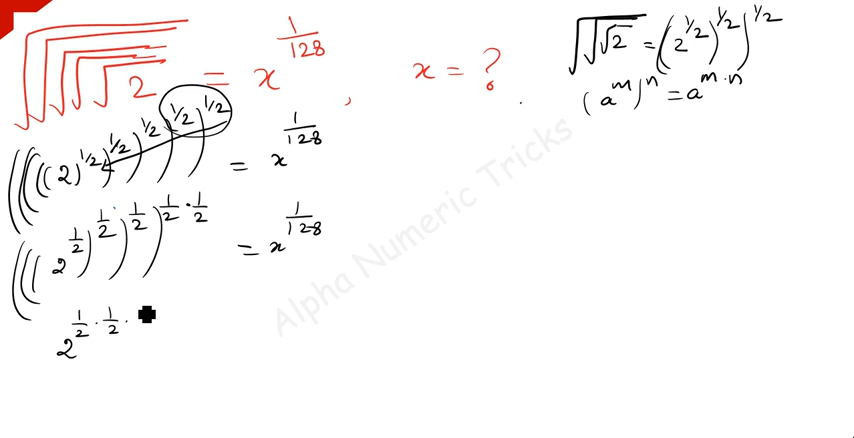 √√√√√2 = x^(1/128) , x = ?
√√√2 = (2^(1/2))^(1/2))^(1/2)
(a^m)^n = a^(m·n)
(((((2)^(1/2))^(1/2))^(1/2))^(1/2))^(1/2) = x^(1/128)
(((2^(1/2))^(1/2))^(1/2))^(1/2 · 1/2) = x^(1/128)
2^(1/2 · 1/2 ·
Alpha Numeric Tricks